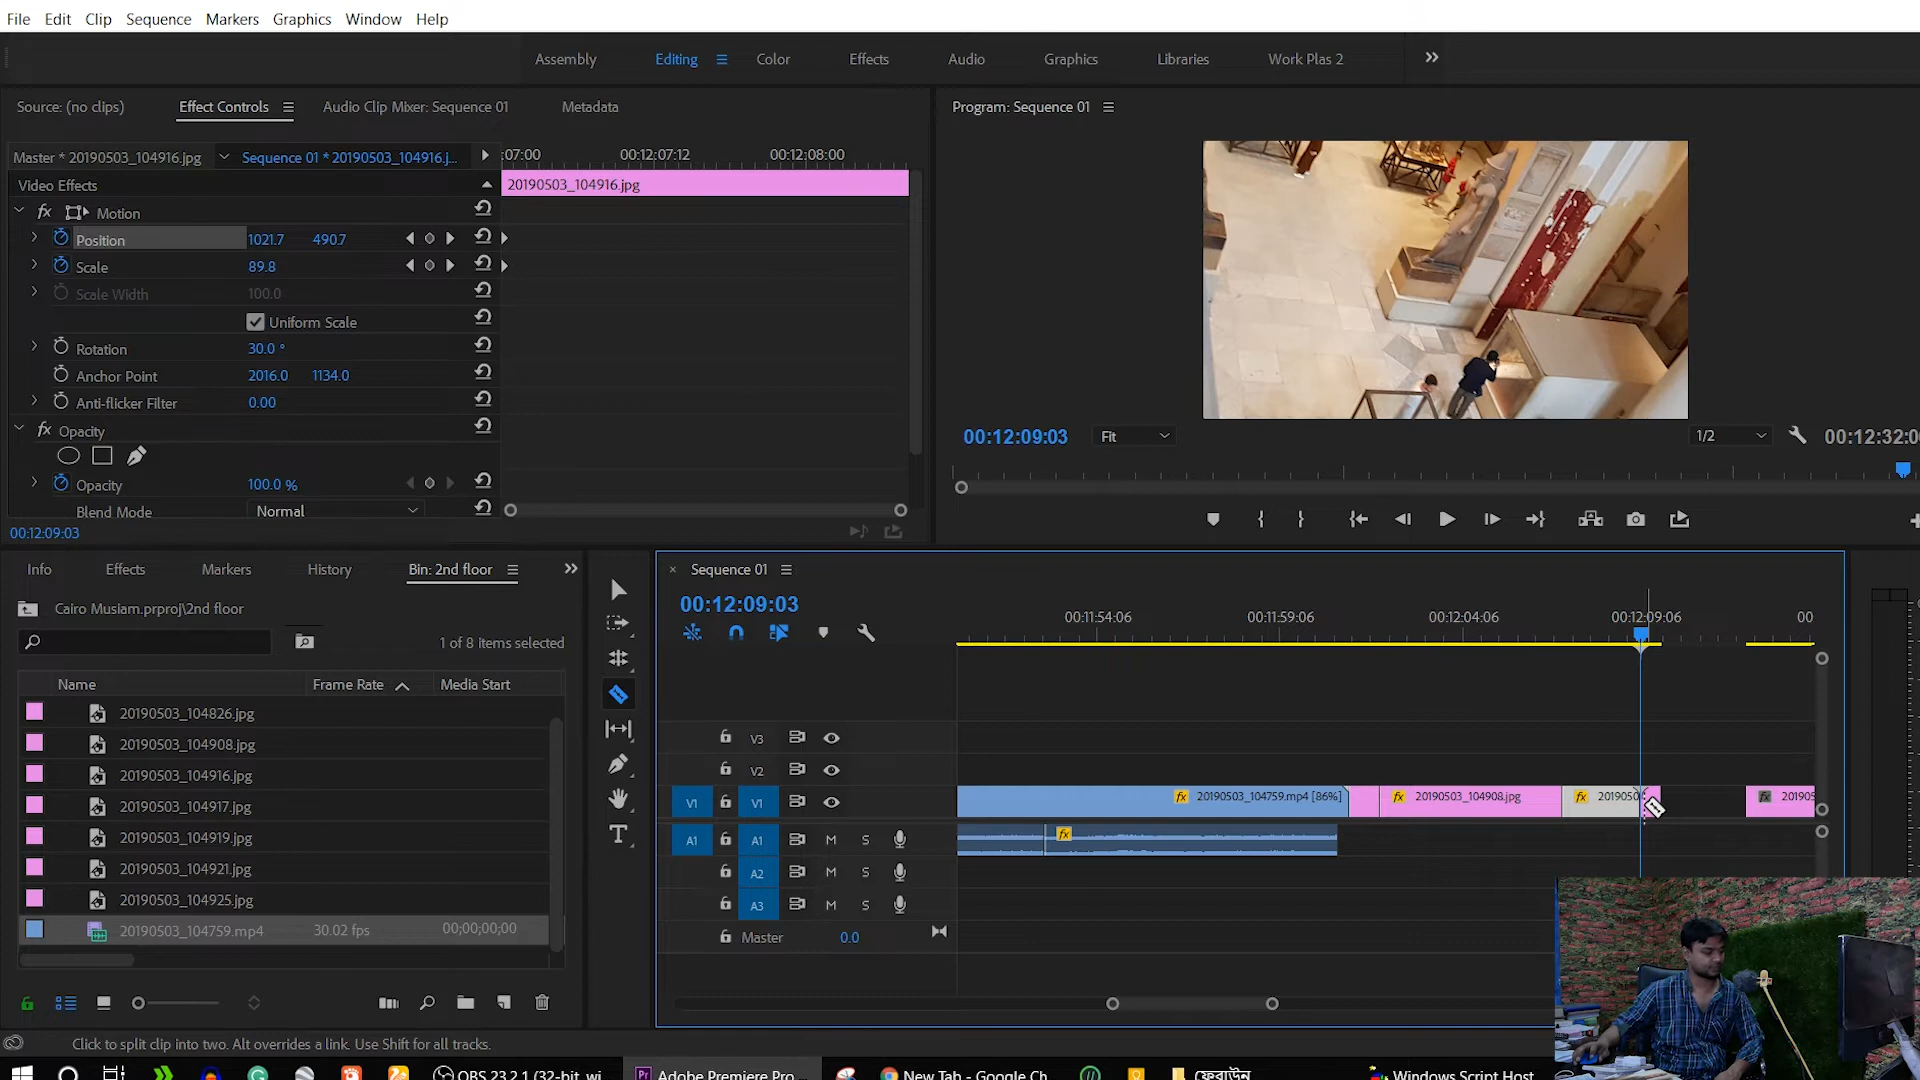 File Edit Clip Sequence Markers Graphics Window Help
Assembly Editing Color Effects Audio Graphics Libraries Work Plas 2
Source: (no clips) Effect Controls Audio Clip Mixer: Sequence 01 Metadata
Program: Sequence 01
Master * 20190503_104916.jpg Sequence 01 * 20190503_104916.j...
:07:00 00:12:07:12 00:12:08:00
Video Effects
20190503_104916.jpg
fx Motion
Position 1021.7 490.7
Scale 89.8
Scale Width 100.0
Uniform Scale
Rotation 30.0 °
Anchor Point 2016.0 1134.0
Anti-flicker Filter 0.00
fx Opacity
Opacity 100.0 %
Blend Mode Normal
00:12:09:03
00:12:09:03 Fit 1/2 00:12:32:0
Info Effects Markers History Bin: 2nd floor
Cairo Musiam.prproj\2nd floor
1 of 8 items selected
Name Frame Rate Media Start
20190503_104826.jpg
20190503_104908.jpg
20190503_104916.jpg
20190503_104917.jpg
20190503_104919.jpg
20190503_104921.jpg
20190503_104925.jpg
20190503_104759.mp4 30.02 fps 00;00;00;00
Sequence 01
00:12:09:03
00:11:54:06 00:11:59:06 00:12:04:06 00:12:09:06 00
V3
V2
V1 V1 fx 20190503_104759.mp4 [86%] fx 20190503_104908.jpg fx 201905 fx 20190
A1 A1 M S fx
A2 M S
A3 M S
Master 0.0
Click to split clip into two. Alt overrides a link. Use Shift for all tracks.
OBS 23.2.1 (32-bit, wi Adobe Premiere Pro... New Tab - Google Ch ফেরাউন Windows Script Host